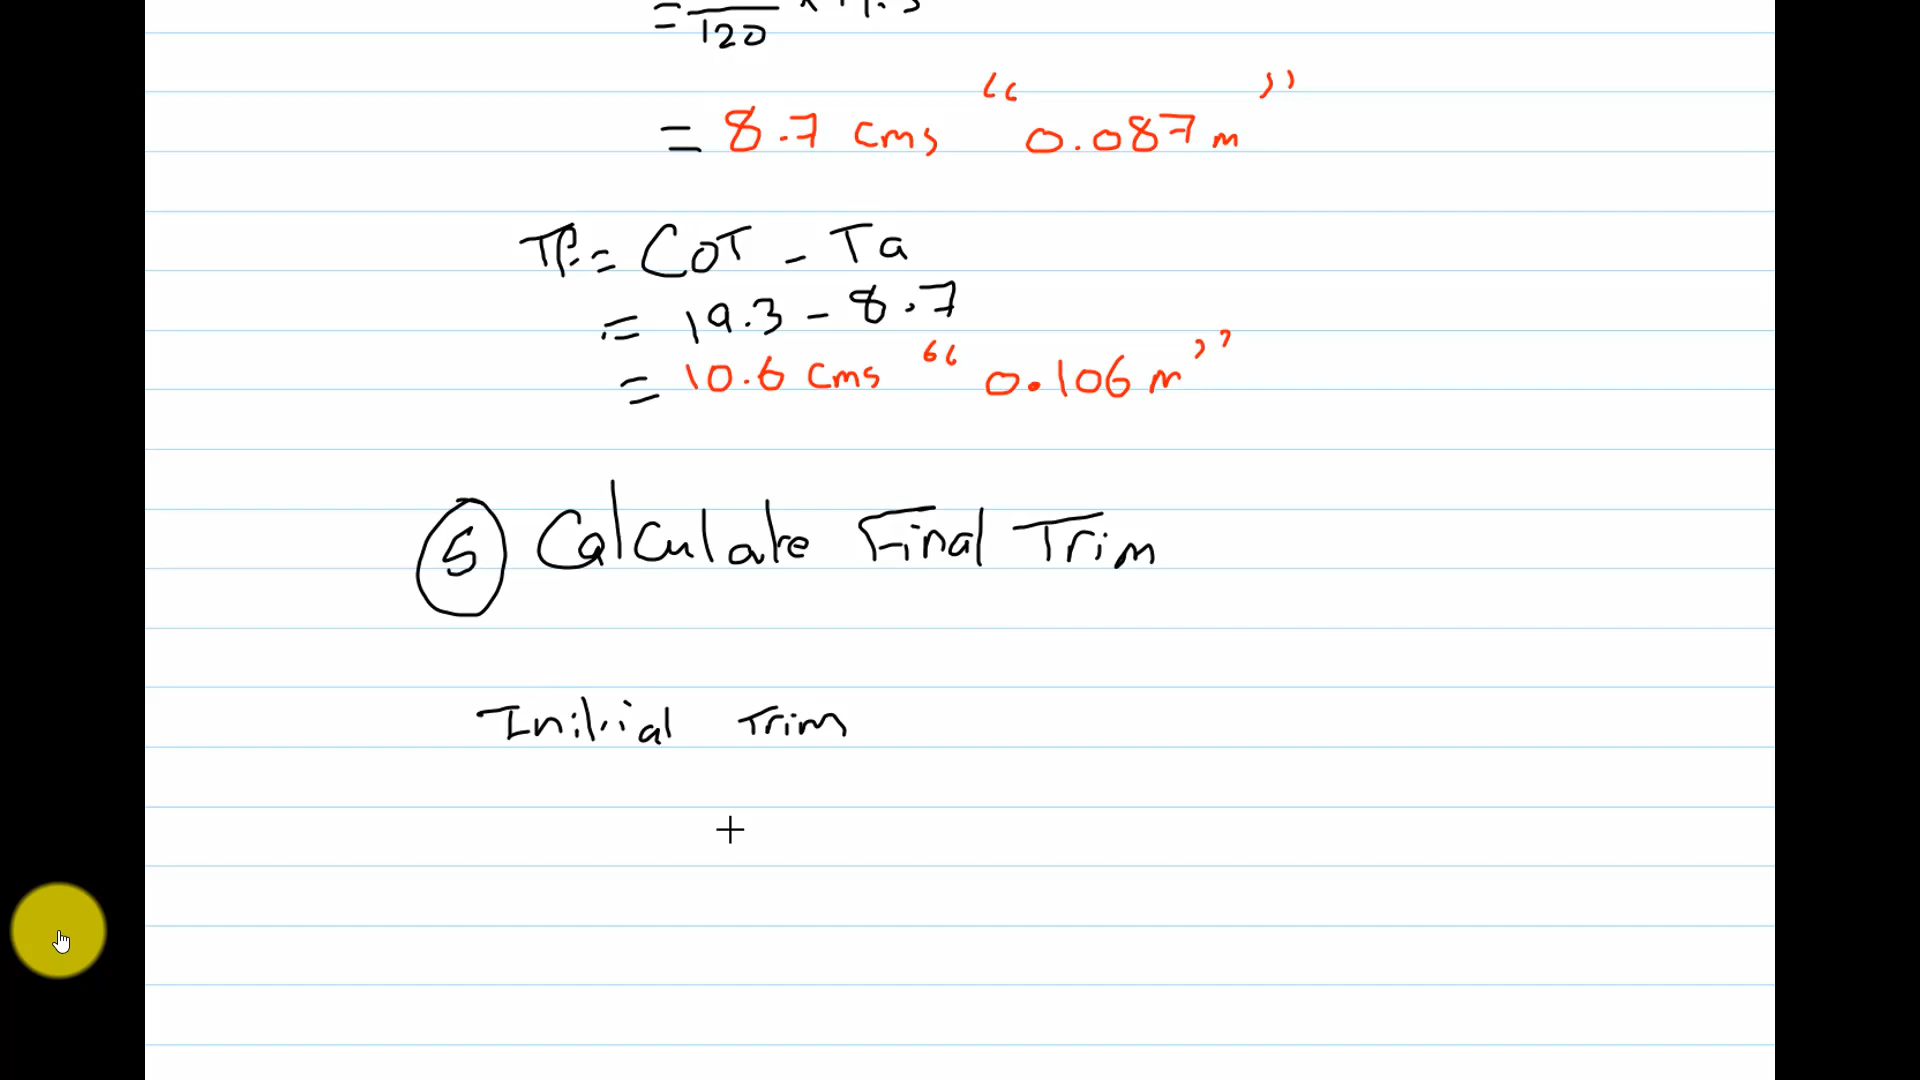 = 120
= 8.7 cms “ 0.087 m ”
TF = COT - Ta
= 19.3 - 8.7
= 10.6 cms “ 0.106 m ”
5 Calculate Final Trim
Initial Trim